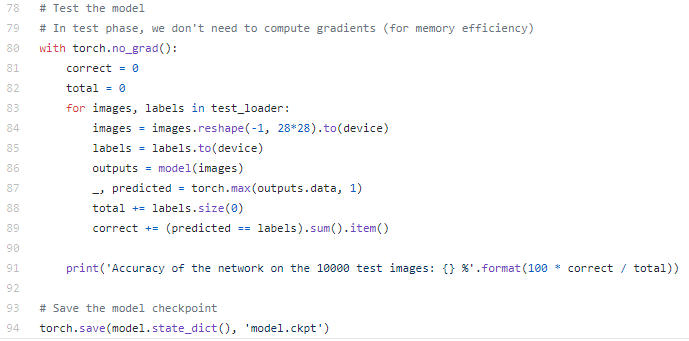 78 # Test the model
79 # In test phase, we don't need to compute gradients (for memory efficiency)
80 with torch.no_grad():
81     correct = 0
82     total = 0
83     for images, labels in test_loader:
84         images = images.reshape(-1, 28*28).to(device)
85         labels = labels.to(device)
86         outputs = model(images)
87         _, predicted = torch.max(outputs.data, 1)
88         total += labels.size(0)
89         correct += (predicted == labels).sum().item()
90
91     print('Accuracy of the network on the 10000 test images: {} %'.format(100 * correct / total))
92
93 # Save the model checkpoint
94 torch.save(model.state_dict(), 'model.ckpt')